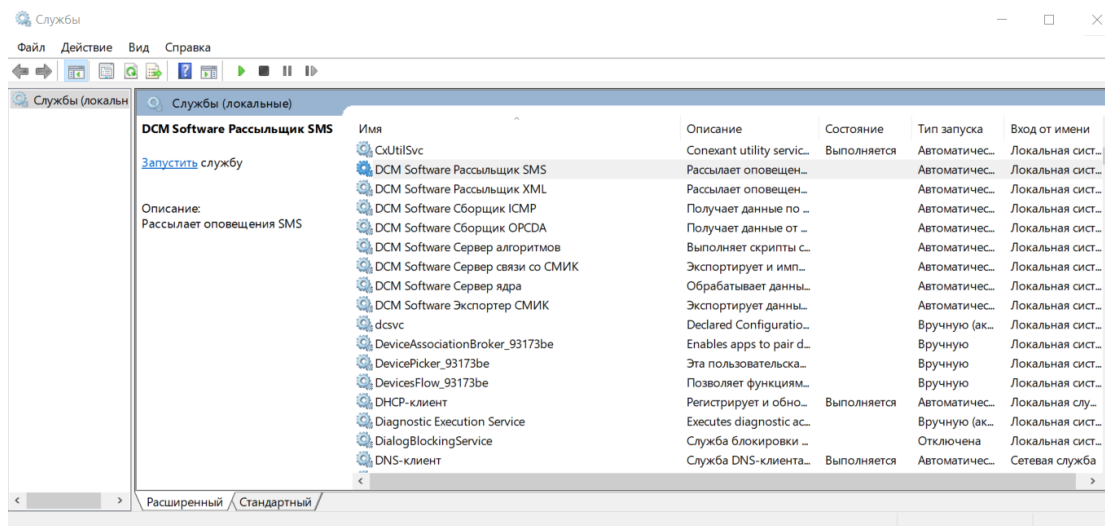 Службы
Файл Действие Вид Справка
Службы (локальн
Службы (локальные)
DCM Software Рассыльщик SMS
Запустить службу
Описание:
Рассылает оповещения SMS
Имя Описание Состояние Тип запуска Вход от имени
CxUtilSvc Conexant utility servic... Выполняется Автоматичес... Локальная сист...
DCM Software Рассыльщик SMS Рассылает оповещен... Автоматичес... Локальная сист...
DCM Software Рассыльщик XML Рассылает оповещен... Автоматичес... Локальная сист...
DCM Software Сборщик ICMP Получает данные по ... Автоматичес... Локальная сист...
DCM Software Сборщик OPCDA Получает данные от ... Автоматичес... Локальная сист...
DCM Software Сервер алгоритмов Выполняет скрипты с... Автоматичес... Локальная сист...
DCM Software Сервер связи со СМИК Экспортирует и имп... Автоматичес... Локальная сист...
DCM Software Сервер ядра Обрабатывает данны... Автоматичес... Локальная сист...
DCM Software Экспортер СМИК Экспортирует данны... Автоматичес... Локальная сист...
dcsvc Declared Configuratio... Вручную (ак... Локальная сист...
DeviceAssociationBroker_93173be Enables apps to pair d... Вручную Локальная сист...
DevicePicker_93173be Эта пользовательска... Вручную Локальная сист...
DevicesFlow_93173be Позволяет функциям... Вручную Локальная сист...
DHCP-клиент Регистрирует и обно... Выполняется Автоматичес... Локальная слу...
Diagnostic Execution Service Executes diagnostic ac... Вручную (ак... Локальная сист...
DialogBlockingService Служба блокировки ... Отключена Локальная сист...
DNS-клиент Служба DNS-клиента... Выполняется Автоматичес... Сетевая служба
Расширенный Стандартный